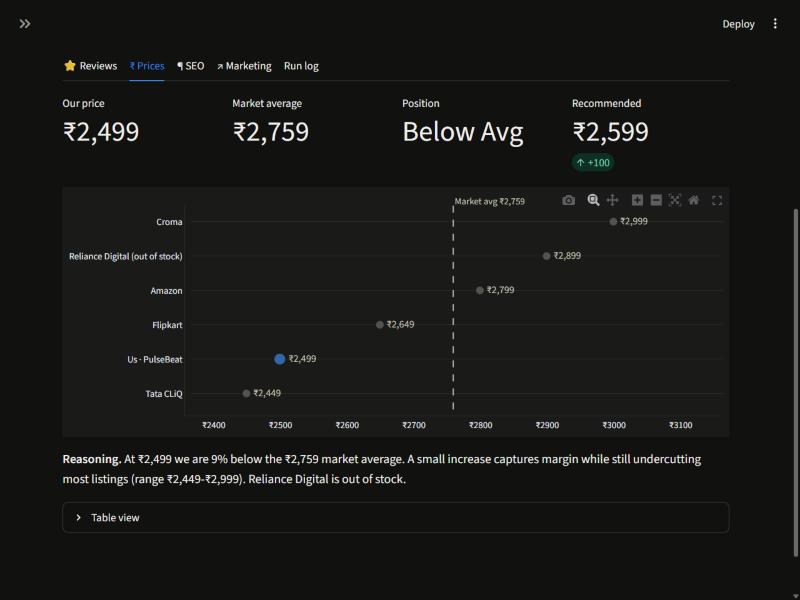 Deploy
⭐ Reviews ₹ Prices ¶ SEO ↗ Marketing Run log
Our price Market average Position Recommended
₹2,499 ₹2,759 Below Avg ₹2,599
↑ +100
Market avg ₹2,759
Croma ₹2,999
Reliance Digital (out of stock) ₹2,899
Amazon ₹2,799
Flipkart ₹2,649
Us · PulseBeat ₹2,499
Tata CLiQ ₹2,449
₹2400 ₹2500 ₹2600 ₹2700 ₹2800 ₹2900 ₹3000 ₹3100
Reasoning. At ₹2,499 we are 9% below the ₹2,759 market average. A small increase captures margin while still undercutting
most listings (range ₹2,449-₹2,999). Reliance Digital is out of stock.
Table view